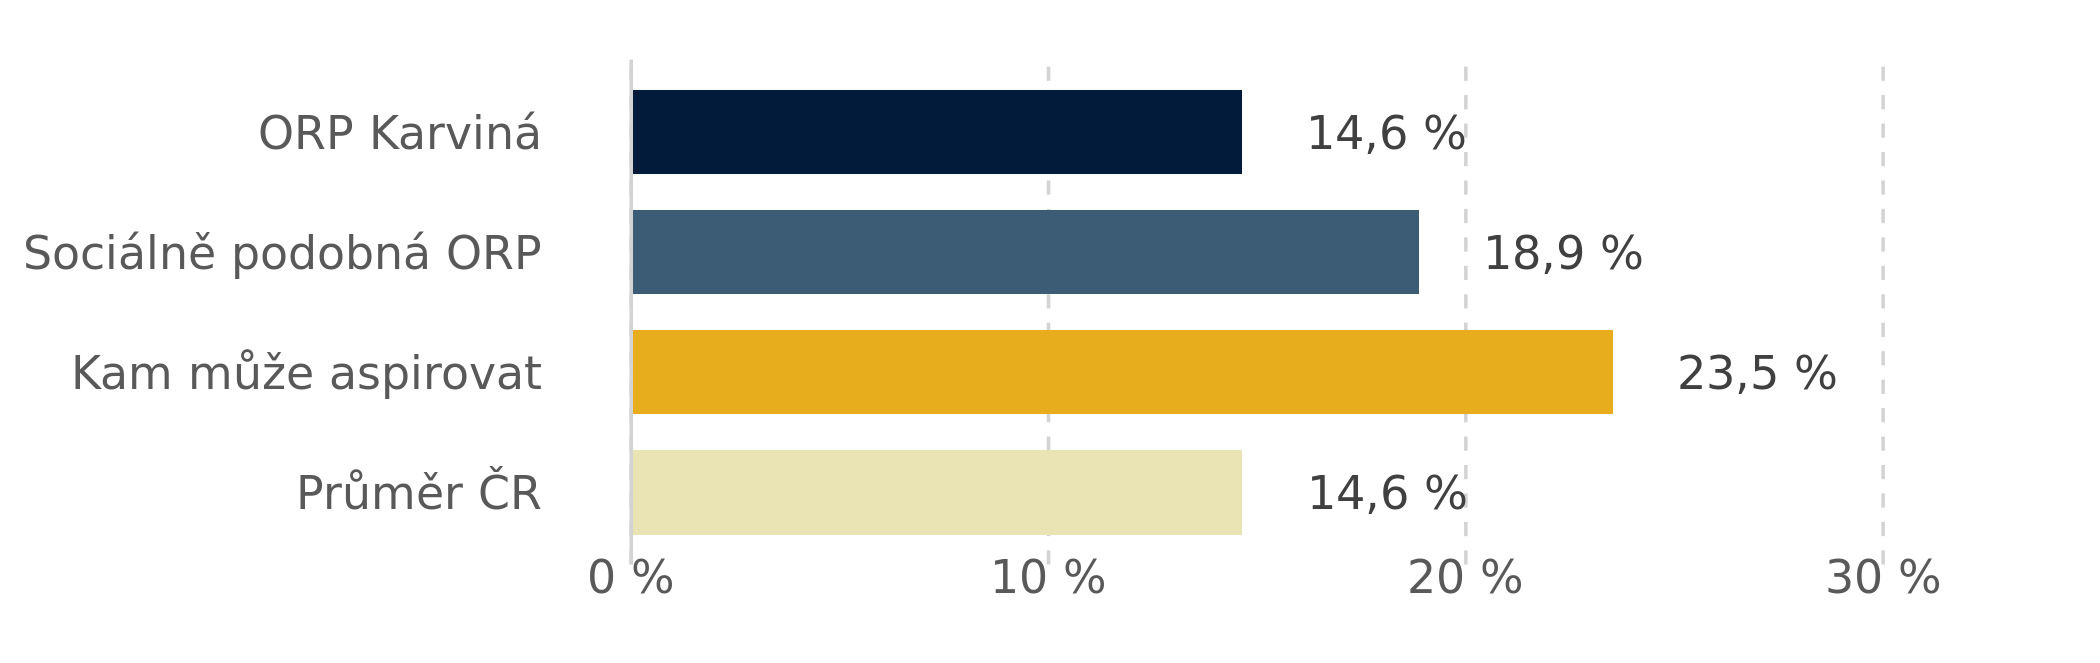 ORP Karviná
14,6 %
Sociálně podobná ORP
18,9 %
Kam může aspirovat
23,5 %
Průměr ČR
14,6 %
0 %
10 %
20 %
30 %